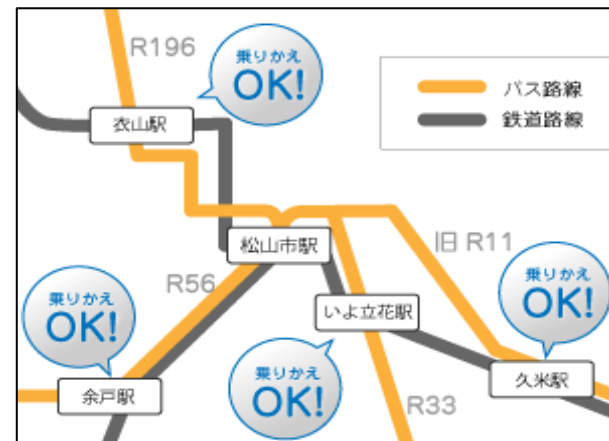 R196
乗りかえ
OK!
バス路線
鉄道路線
衣山駅
松山市駅
旧 R11
乗りかえ
OK!
R56
乗りかえ
OK!
いよ立花駅
乗りかえ
OK!
久米駅
余戸駅
R33